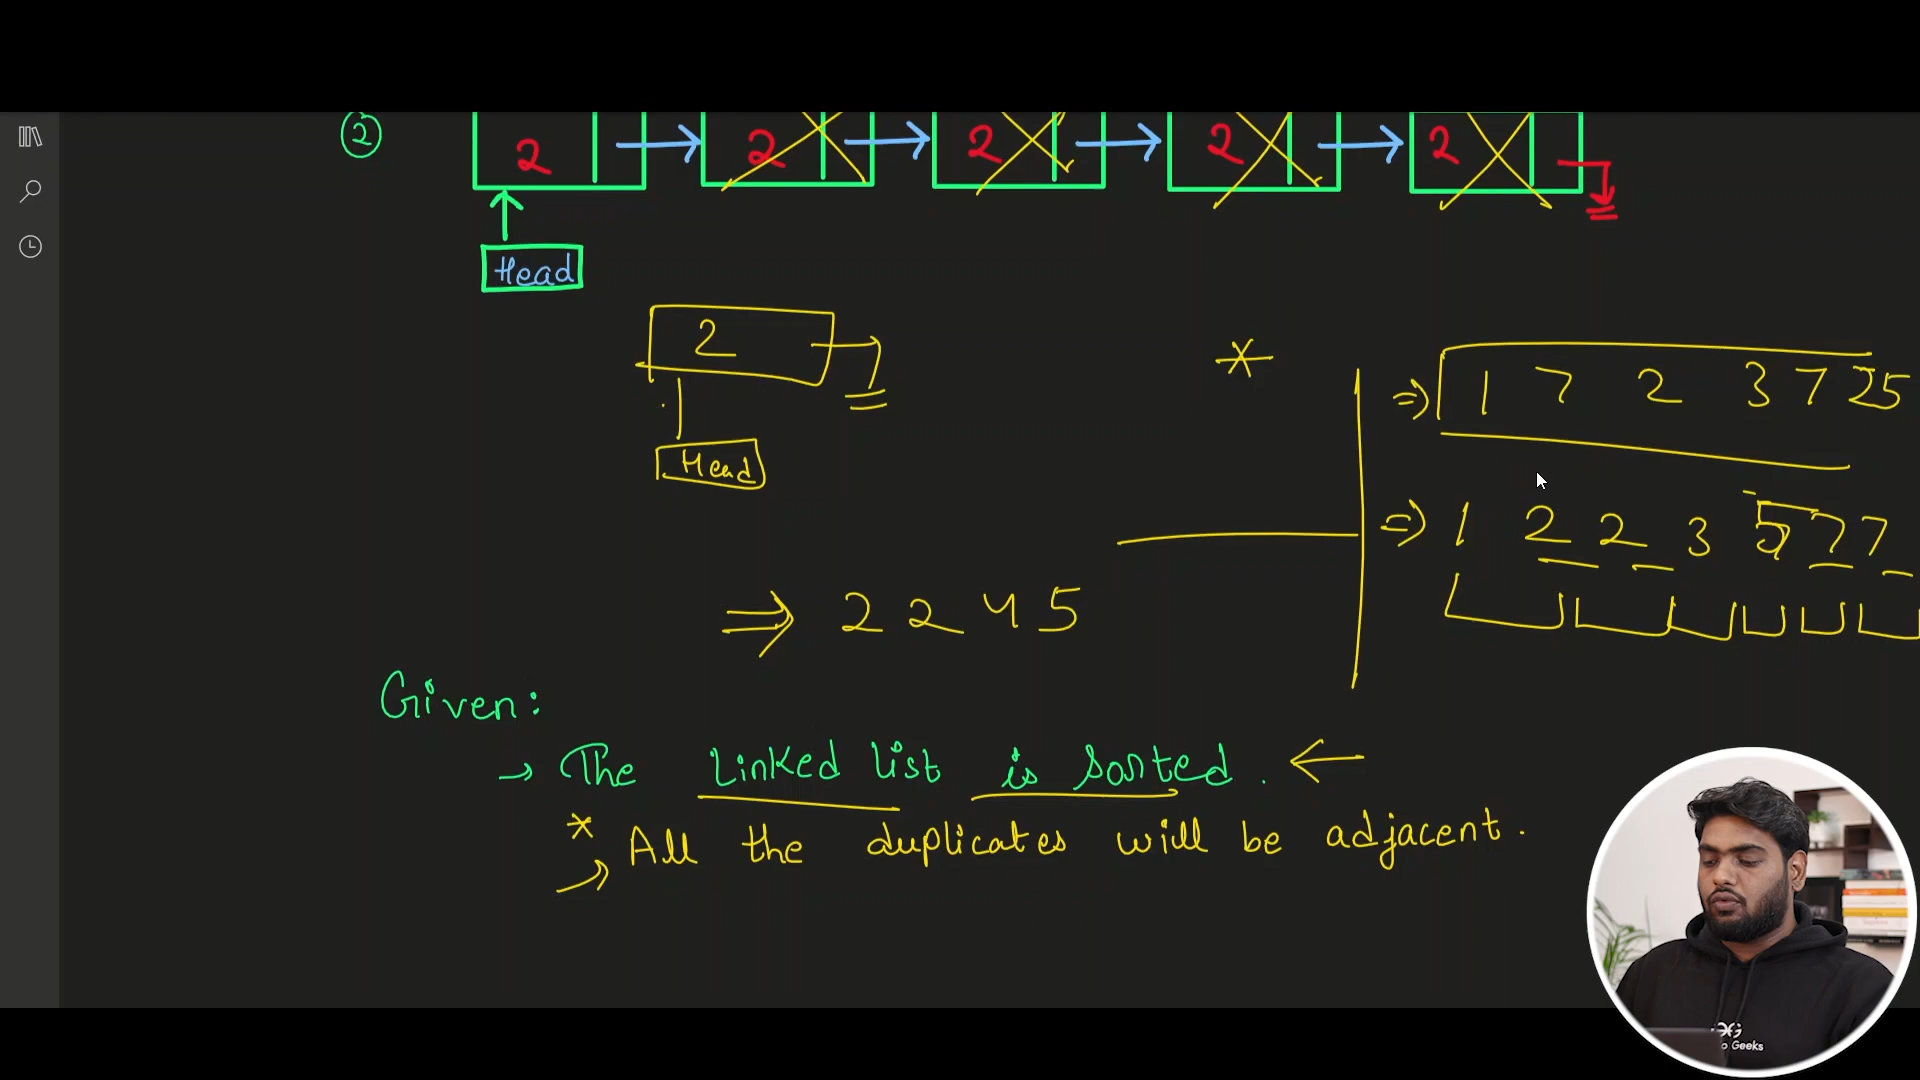 ② 2 2 2 2 2
Head
2
Head
* ⇒ 1 7 2 3 7 25
⇒ 1 2 2 3 5 7 7
⇒ 2 2 4 5
Given:
→ The Linked list is sorted. ←
* → All the duplicates will be adjacent.
Geeks